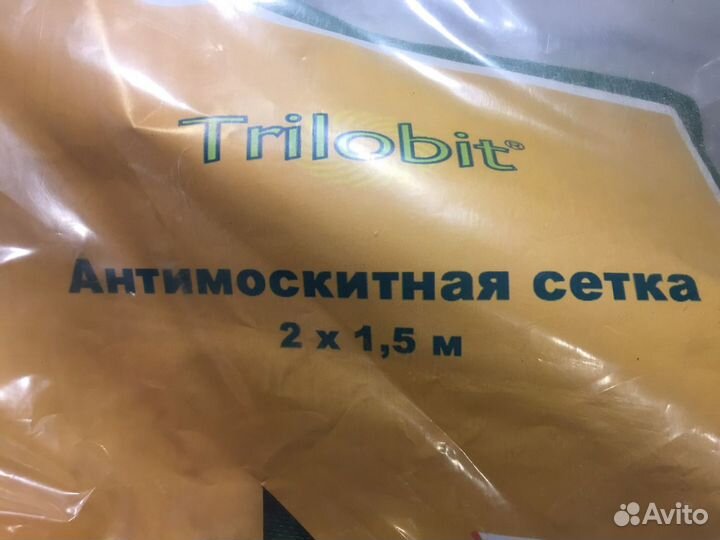 Trilobit®
Антимоскитная сетка
2 x 1,5 м
Avito